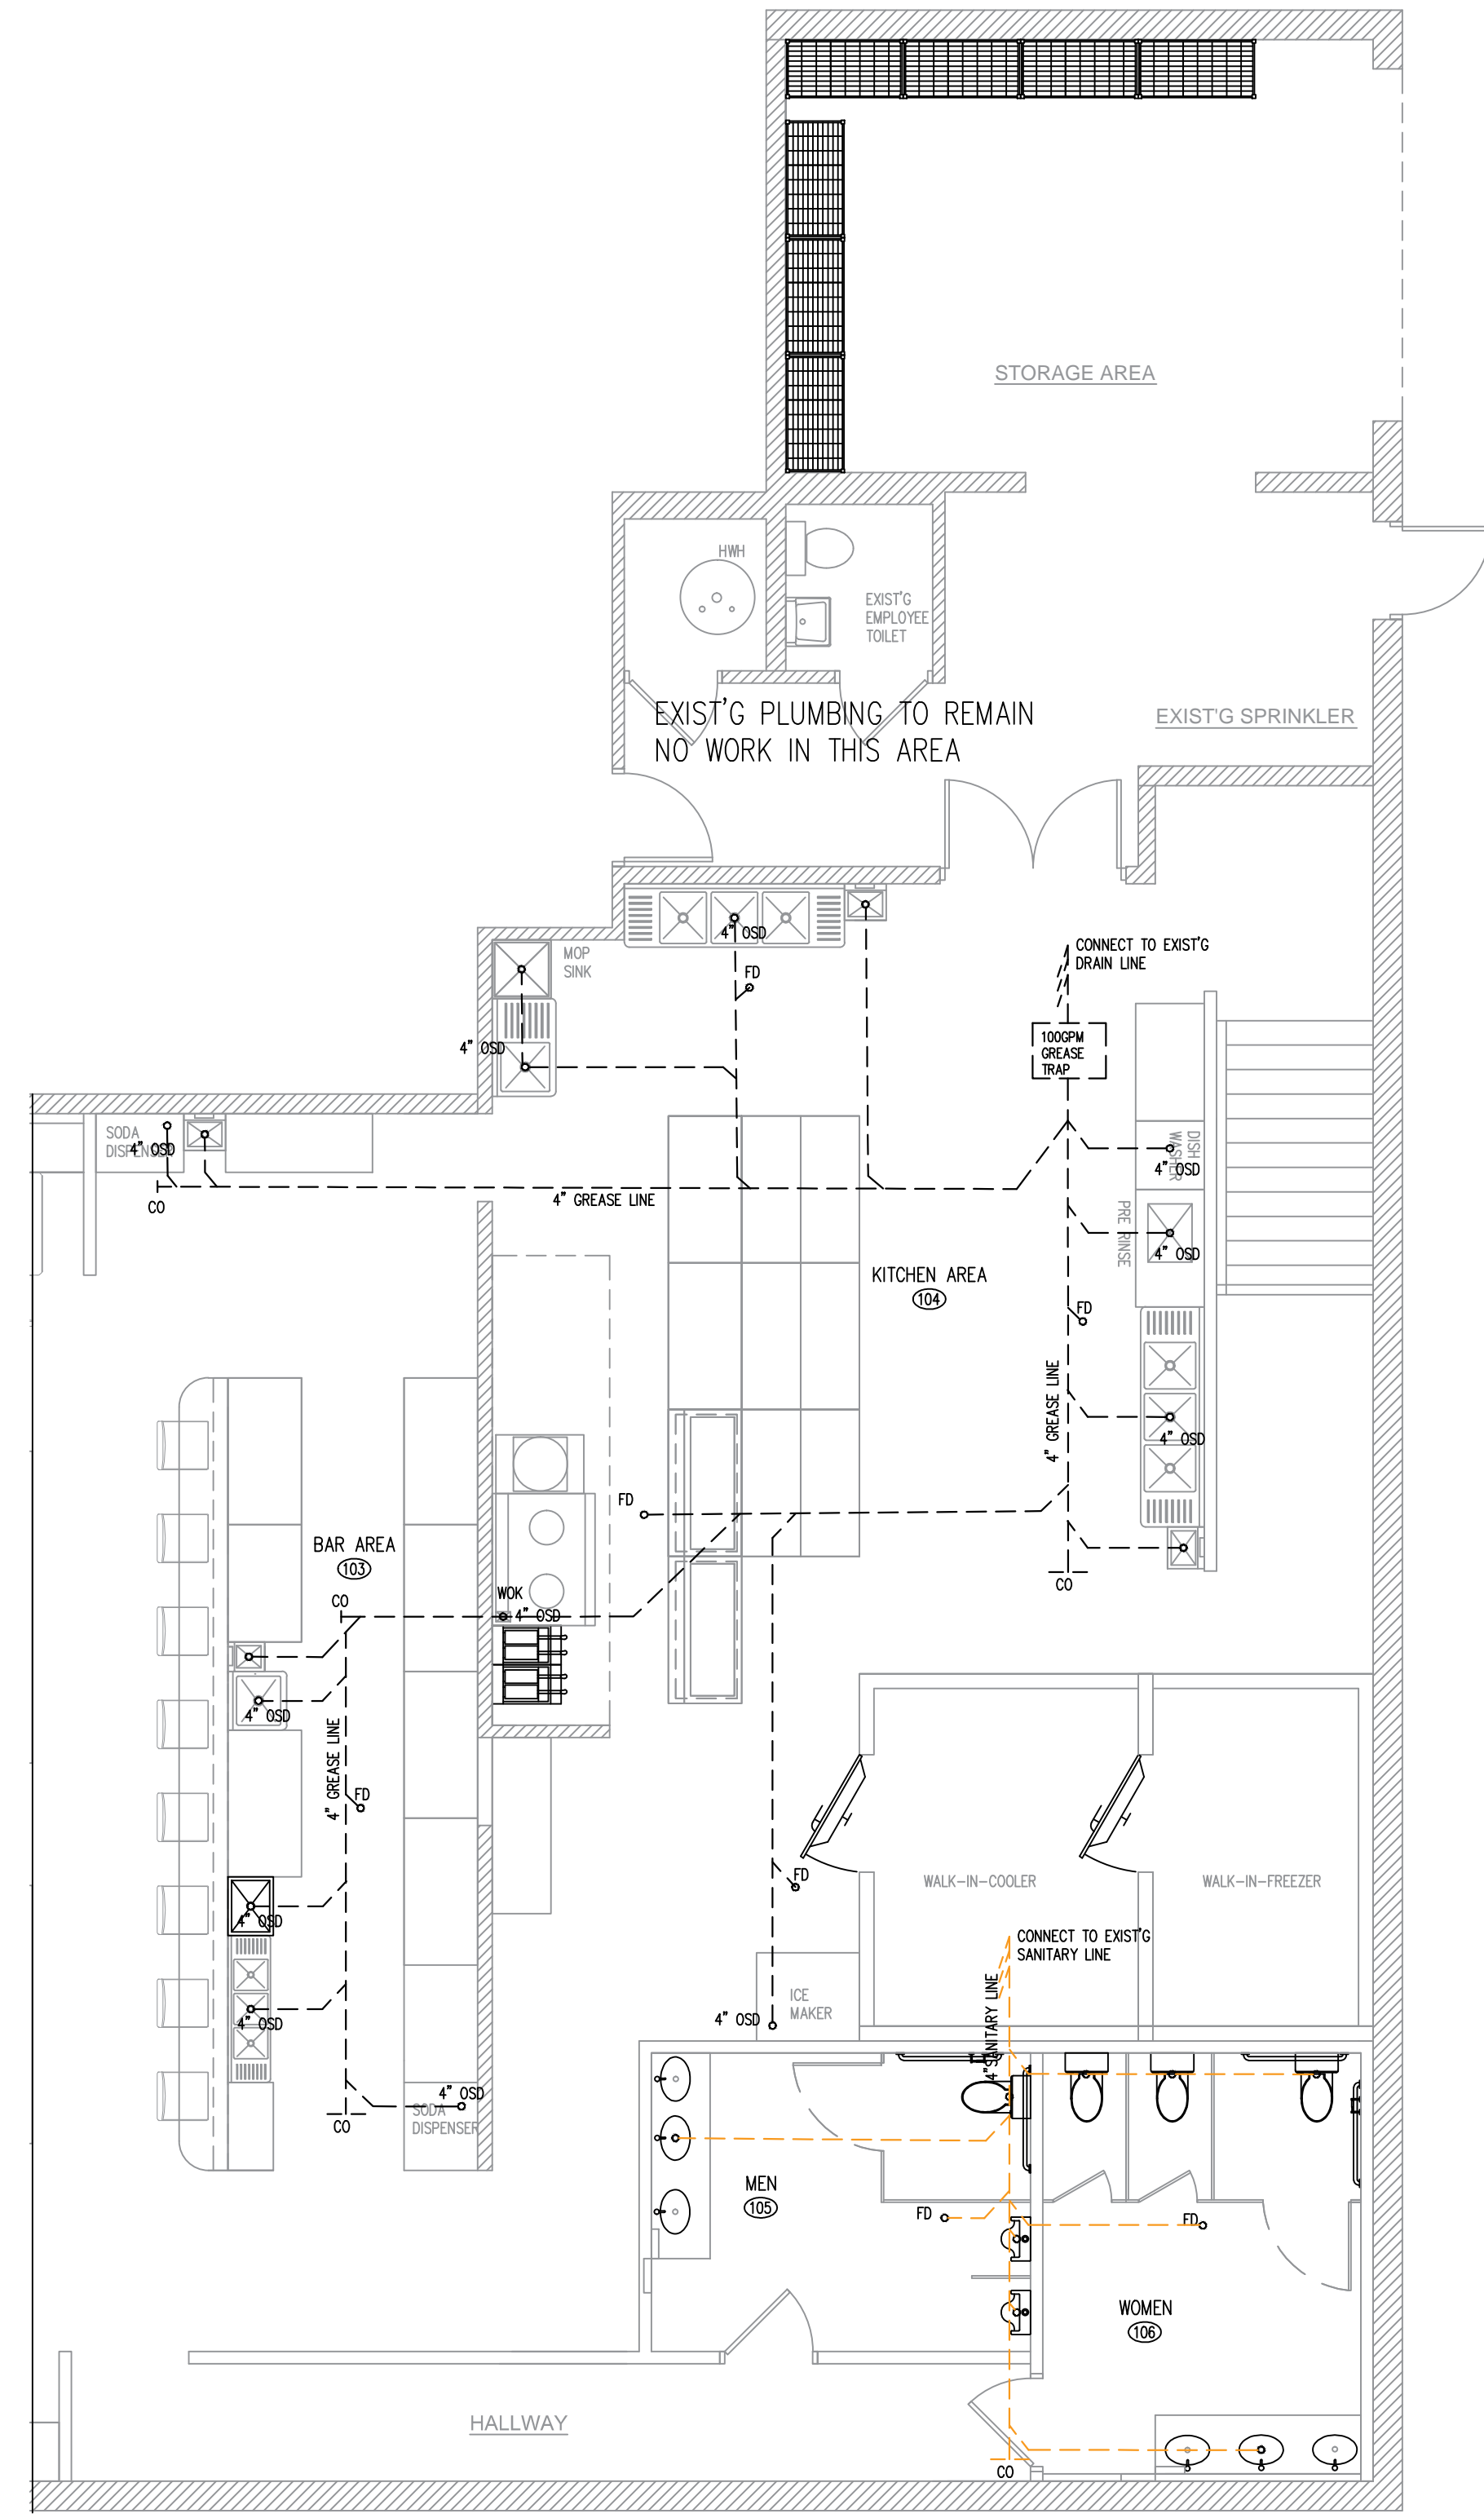 STORAGE AREA
HWH
EXIST'G
EMPLOYEE
TOILET
EXIST'G PLUMBING TO REMAIN
NO WORK IN THIS AREA
EXIST'G SPRINKLER
MOP
SINK
4" OSD
FD
CONNECT TO EXIST'G
DRAIN LINE
100GPM
GREASE
TRAP
4" OSD
SODA
DISPENSER
4" OSD
CO
4" GREASE LINE
DISH
WASHER
4" OSD
PRE RINSE
4" OSD
KITCHEN AREA
104
FD
4" GREASE LINE
4" OSD
FD
BAR AREA
103
CO
WOK
4" OSD
CO
4" OSD
4" GREASE LINE
FD
FD
WALK-IN-COOLER
WALK-IN-FREEZER
4" OSD
CONNECT TO EXIST'G
SANITARY LINE
4" SANITARY LINE
4" OSD
ICE
MAKER
4" OSD
4" OSD
SODA
DISPENSER
CO
MEN
105
FD
FD
WOMEN
106
HALLWAY
CO